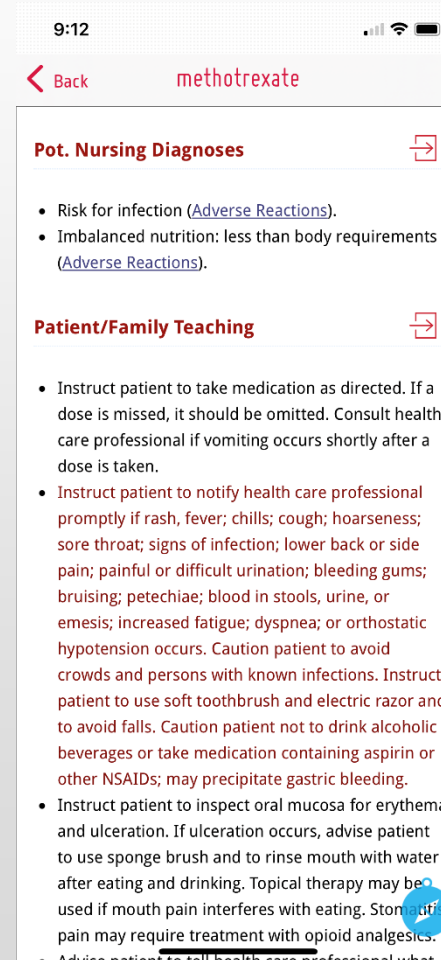 9:12
Back
methotrexate
Pot. Nursing Diagnoses
• Risk for infection (Adverse Reactions).
• Imbalanced nutrition: less than body requirements
(Adverse Reactions).
Patient/Family Teaching
• Instruct patient to take medication as directed. If a
dose is missed, it should be omitted. Consult health
care professional if vomiting occurs shortly after a
dose is taken.
• Instruct patient to notify health care professional
promptly if rash, fever; chills; cough; hoarseness;
sore throat; signs of infection; lower back or side
pain; painful or difficult urination; bleeding gums;
bruising; petechiae; blood in stools, urine, or
emesis; increased fatigue; dyspnea; or orthostatic
hypotension occurs. Caution patient to avoid
crowds and persons with known infections. Instruct
patient to use soft toothbrush and electric razor and
to avoid falls. Caution patient not to drink alcoholic
beverages or take medication containing aspirin or
other NSAIDs; may precipitate gastric bleeding.
• Instruct patient to inspect oral mucosa for erythema
and ulceration. If ulceration occurs, advise patient
to use sponge brush and to rinse mouth with water
after eating and drinking. Topical therapy may be
used if mouth pain interferes with eating. Stomatitis
pain may require treatment with opioid analgesics.
• Advise patient to tell health care professional what